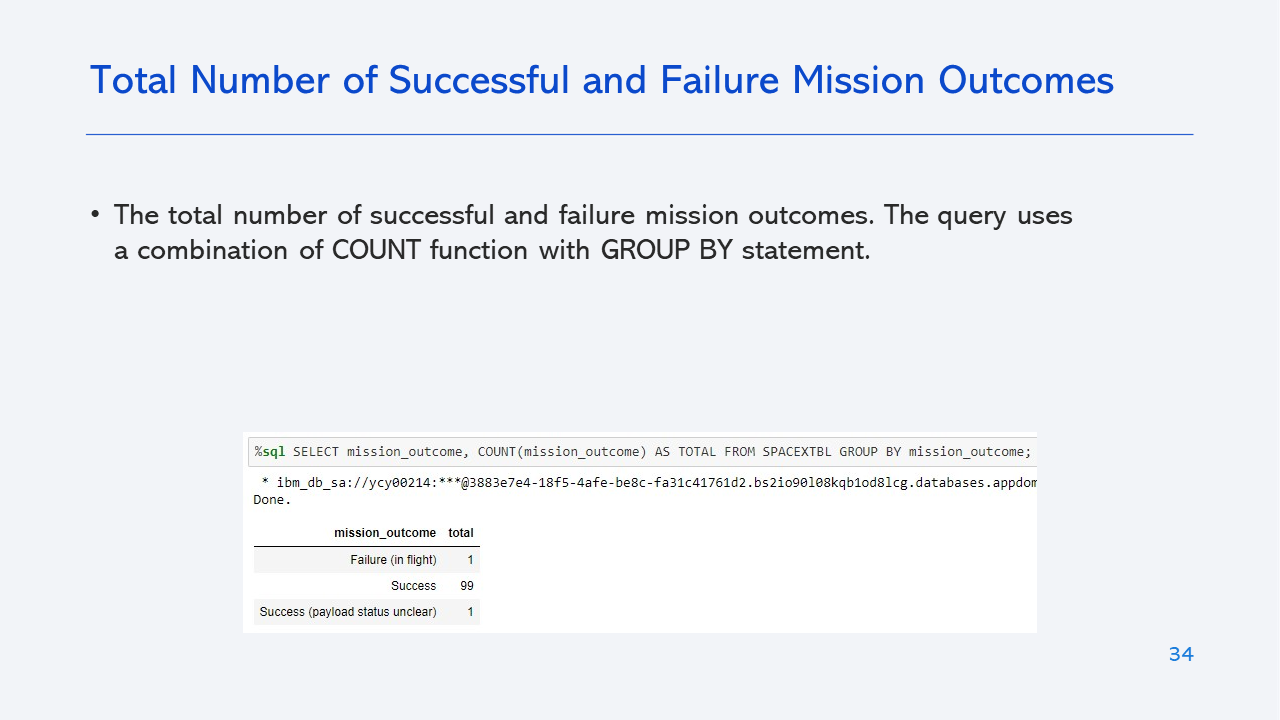 Total Number of Successful and Failure Mission Outcomes
• The total number of successful and failure mission outcomes. The query uses
a combination of COUNT function with GROUP BY statement.
%sql SELECT mission_outcome, COUNT(mission_outcome) AS TOTAL FROM SPACEXTBL GROUP BY mission_outcome;
* ibm_db_sa://ycy00214:***@3883e7e4-18f5-4afe-be8c-fa31c41761d2.bs2io90l08kqb1od8lcg.databases.appdom
Done.
mission_outcome total
Failure (in flight) 1
Success 99
Success (payload status unclear) 1
34